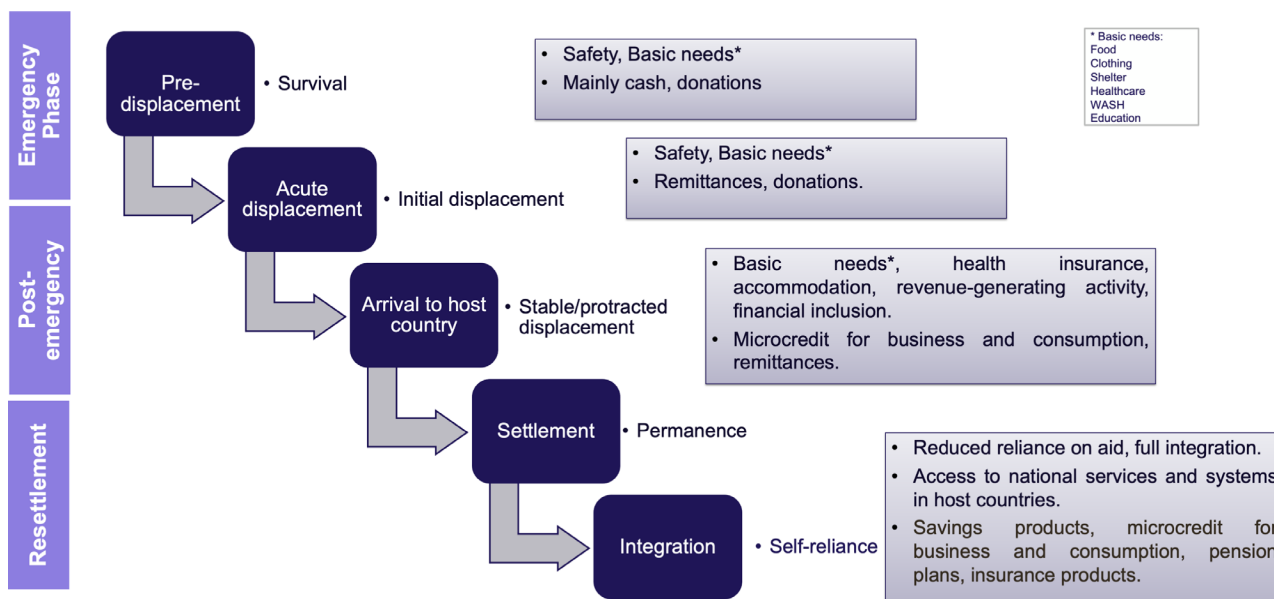 Emergency
Phase
Pre-
displacement
• Survival
• Safety, Basic needs*
• Mainly cash, donations
* Basic needs:
Food
Clothing
Shelter
Healthcare
WASH
Education
Acute
displacement
• Initial displacement
• Safety, Basic needs*
• Remittances, donations.
Post-
emergency
Arrival to host
country
• Stable/protracted
displacement
• Basic needs*, health insurance,
accommodation, revenue-generating activity,
financial inclusion.
• Microcredit for business and consumption,
remittances.
Resettlement
Settlement
• Permanence
Integration
• Self-reliance
• Reduced reliance on aid, full integration.
• Access to national services and systems
in host countries.
• Savings products, microcredit for
business and consumption, pension
plans, insurance products.